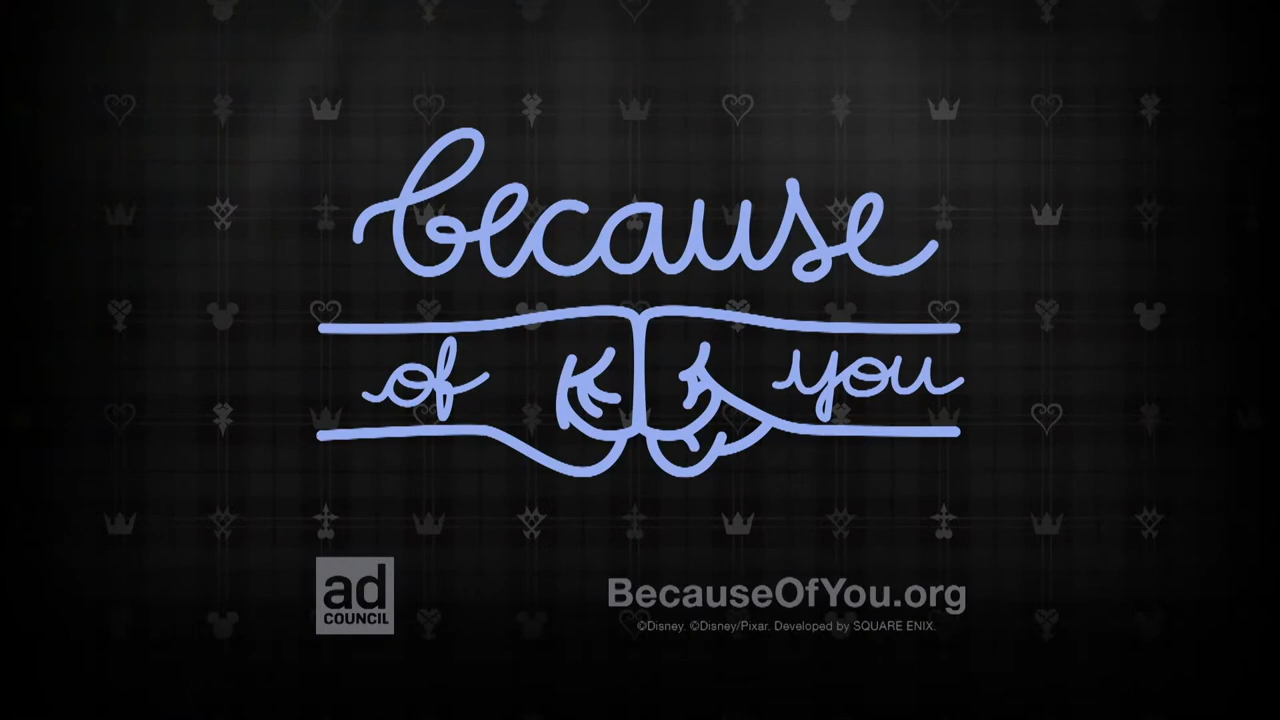 because
of you
ad
COUNCIL
BecauseOfYou.org
©Disney. ©Disney/Pixar. Developed by SQUARE ENIX.